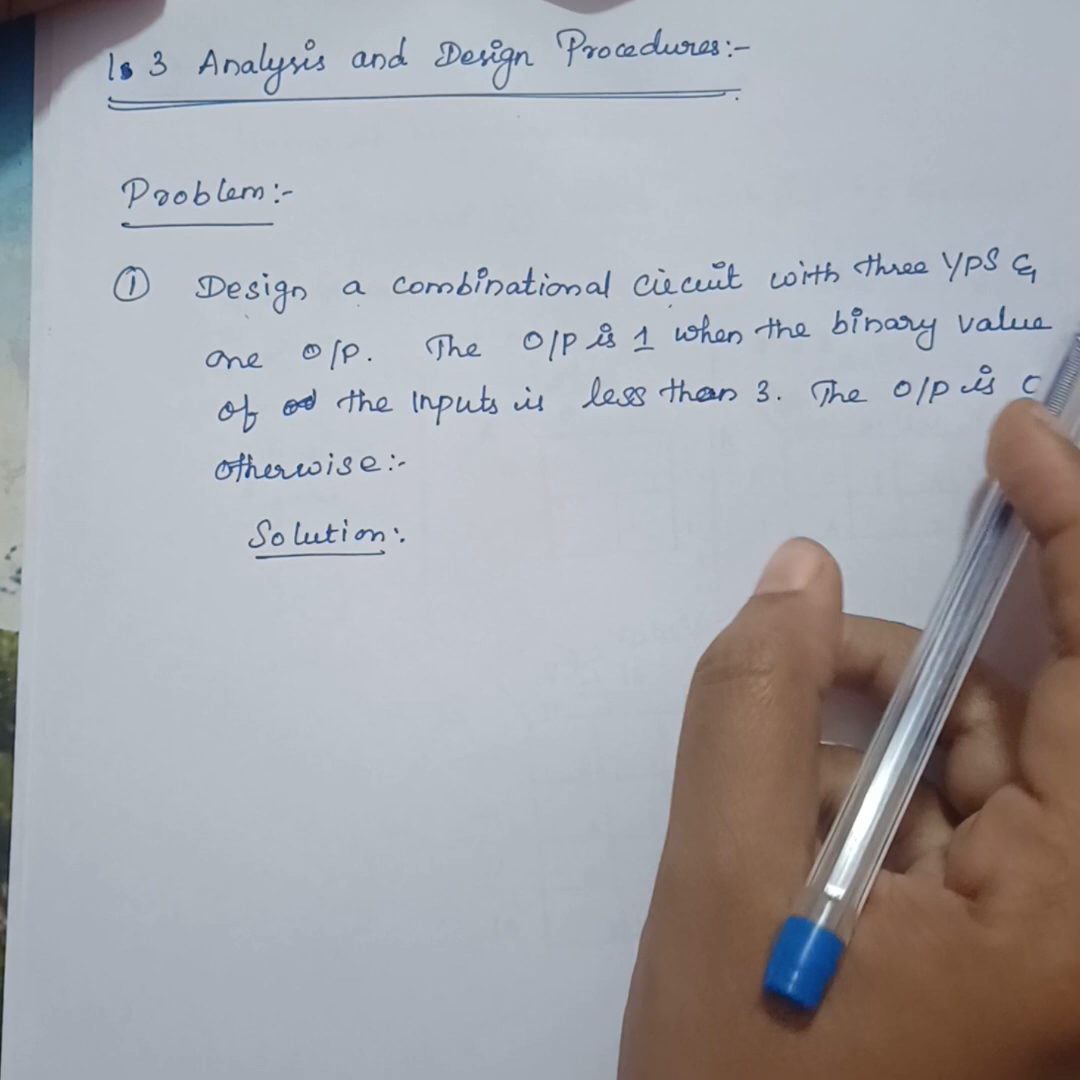 1.3 Analysis and Design Procedures:-
Problem:-
① Design a combinational circuit with three I/PS &
one O/P. The O/P is 1 when the binary value
of the Inputs is less than 3. The O/P is
otherwise:-
Solution: